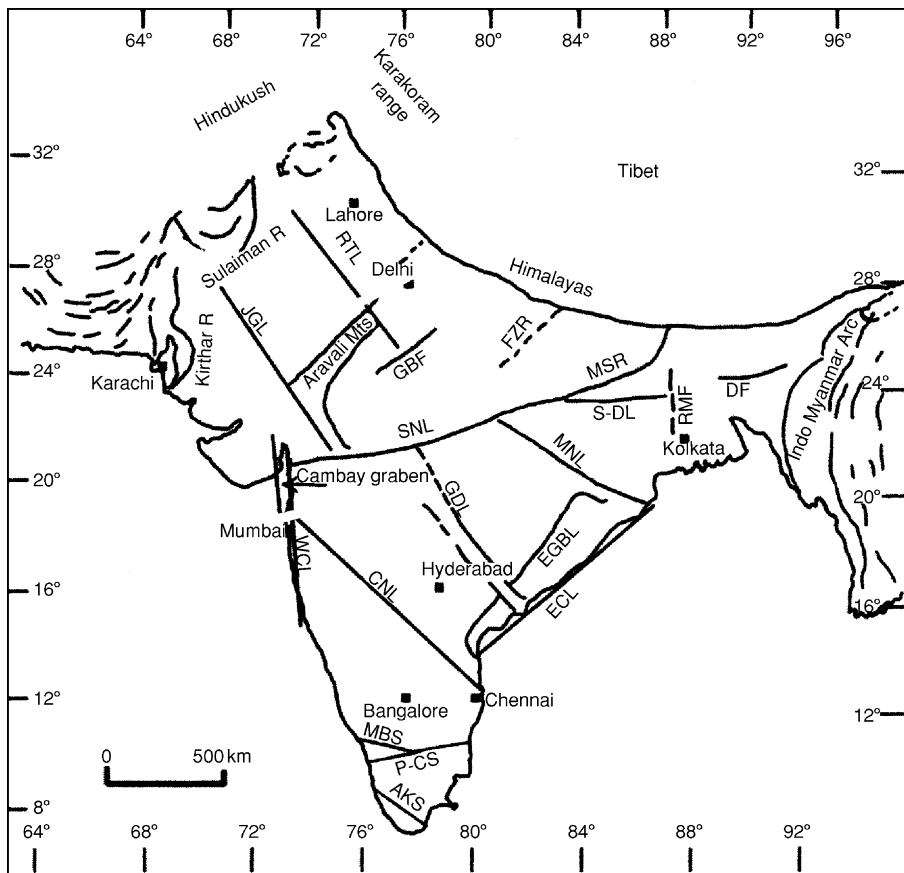 64° 68° 72° 76° 80° 84° 88° 92° 96°
Hindukush
Karakoram
range
Tibet
32° 32°
Lahore
Sulaiman R
RTL
Delhi
Himalayas
28° 28°
JGL
Kirthar R
Aravali Mts
GBF
FZR
Indo Myanmar Arc
MSR
DF
24° 24°
Karachi
S-DL
RMF
SNL
Kolkata
MNL
20° 20°
Cambay graben
GDL
Mumbai
WCL
EGBL
Hyderabad
CNL
ECL
16° 16°
12° 12°
Bangalore
Chennai
MBS
P-CS
AKS
0 500 km
8°
64° 68° 72° 76° 80° 84° 88° 92°